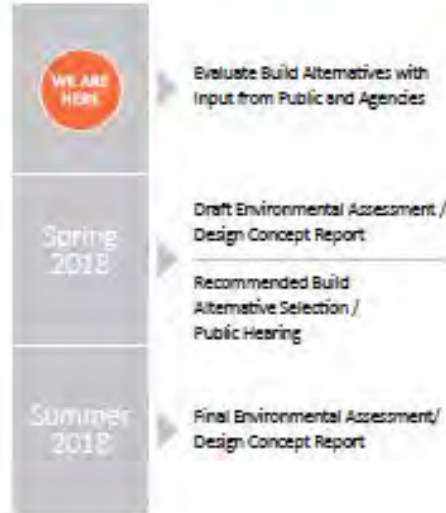 WE ARE
HERE
Evaluate Build Alternatives with
Input from Public and Agencies
Spring
2018
Draft Environmental Assessment /
Design Concept Report
Recommended Build
Alternative Selection /
Public Hearing
Summer
2018
Final Environmental Assessment/
Design Concept Report